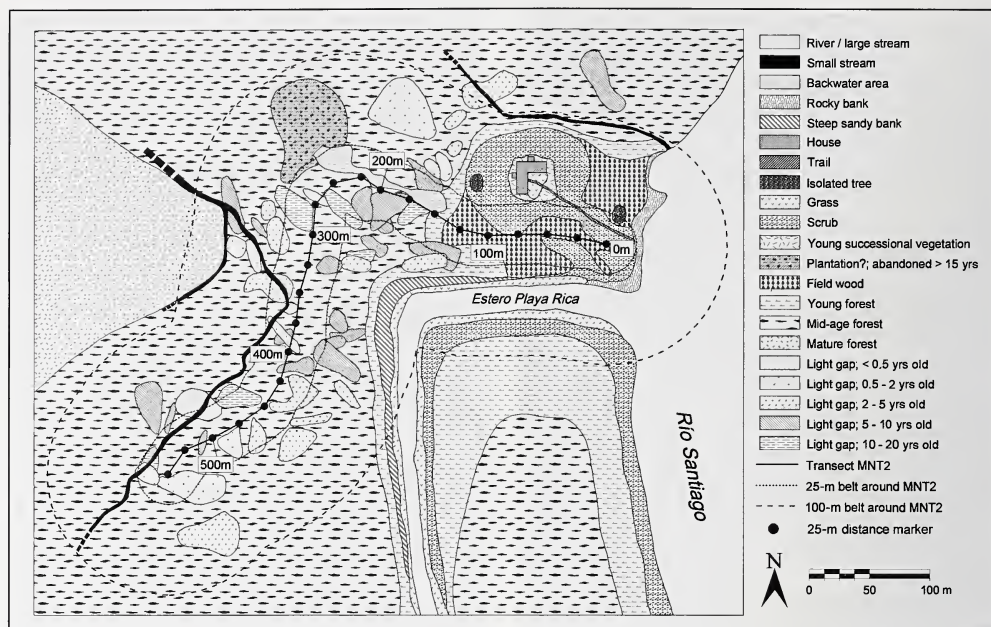 200m
300m
100m
0m
400m
500m
Estero Playa Rica
Río Santiago
River / large stream
Small stream
Backwater area
Rocky bank
Steep sandy bank
House
Trail
Isolated tree
Grass
Scrub
Young successional vegetation
Plantation?; abandoned > 15 yrs
Field wood
Young forest
Mid-age forest
Mature forest
Light gap; < 0.5 yrs old
Light gap; 0.5 - 2 yrs old
Light gap; 2 - 5 yrs old
Light gap; 5 - 10 yrs old
Light gap; 10 - 20 yrs old
Transect MNT2
25-m belt around MNT2
100-m belt around MNT2
25-m distance marker
N
0 50 100 m